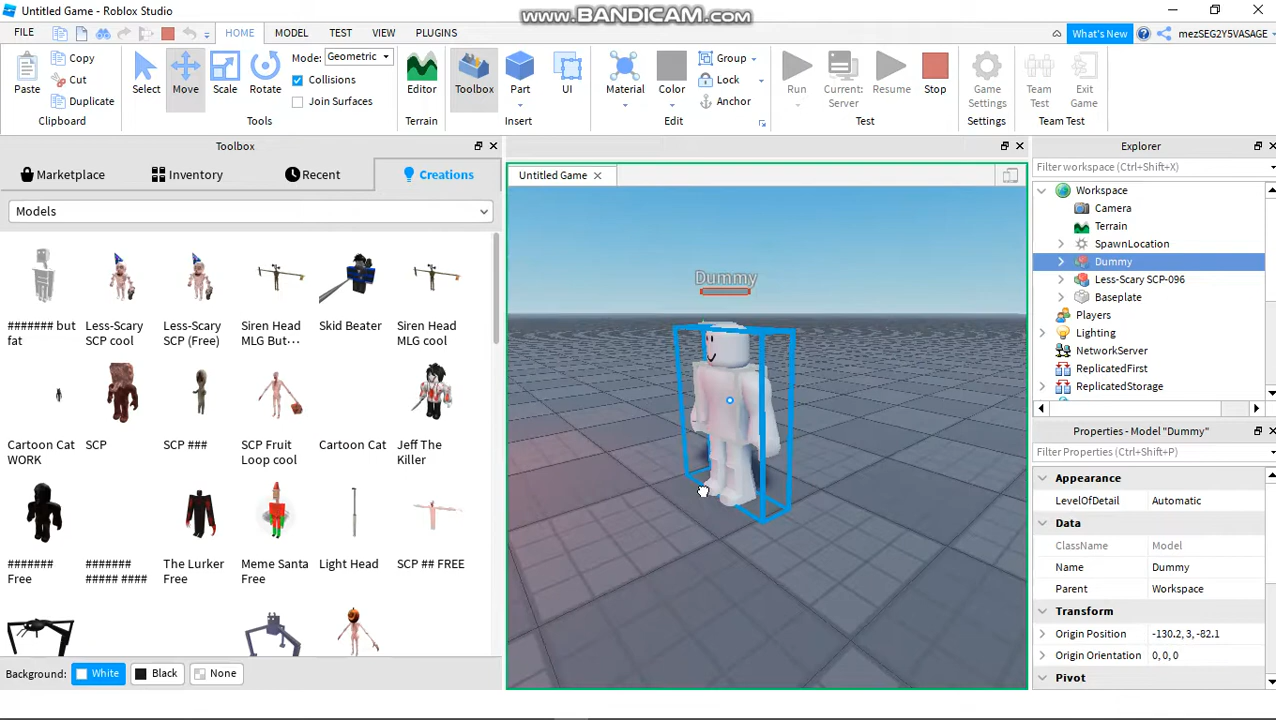 Untitled Game - Roblox Studio
www.BANDICAM.com
FILE HOME MODEL TEST VIEW PLUGINS What's New mezSEG2Y5VASAGE
Paste Copy Cut Duplicate Select Move Scale Rotate Mode: Geometric Collisions Join Surfaces Editor Toolbox Part UI Material Color Group Lock Anchor Run Current: Server Resume Stop Game Settings Team Test Exit Game
Clipboard Tools Terrain Insert Edit Test Settings Team Test
Toolbox
Marketplace Inventory Recent Creations
Models
####### but fat
Less-Scary SCP cool
Less-Scary SCP (Free)
Siren Head MLG But...
Skid Beater
Siren Head MLG cool
Cartoon Cat WORK
SCP
SCP ###
SCP Fruit Loop cool
Cartoon Cat
Jeff The Killer
####### Free
####### ##### ####
The Lurker Free
Meme Santa Free
Light Head
SCP ## FREE
Background: White Black None
Untitled Game
Dummy
Explorer
Filter workspace (Ctrl+Shift+X)
Workspace
Camera
Terrain
SpawnLocation
Dummy
Less-Scary SCP-096
Baseplate
Players
Lighting
NetworkServer
ReplicatedFirst
ReplicatedStorage
Properties - Model "Dummy"
Filter Properties (Ctrl+Shift+P)
Appearance
LevelOfDetail Automatic
Data
ClassName Model
Name Dummy
Parent Workspace
Transform
Origin Position -130.2, 3, -82.1
Origin Orientation 0, 0, 0
Pivot